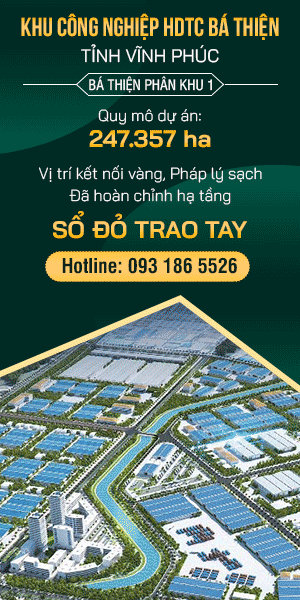 KHU CÔNG NGHIỆP HDTC BÁ THIỆN
TỈNH VĨNH PHÚC
BÁ THIỆN PHÂN KHU 1
Quy mô dự án:
247.357 ha
Vị trí kết nối vàng, Pháp lý sạch
Đã hoàn chỉnh hạ tầng
SỔ ĐỎ TRAO TAY
Hotline: 093 186 5526